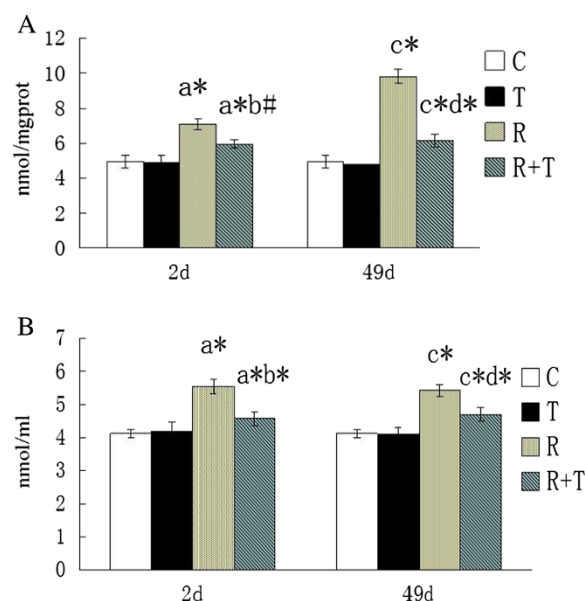 A
12
10
8
6
4
2
0
nmol/mgprot
a*
a*b#
c*
c*d*
2d
49d
C
T
R
R+T
B
7
6
5
4
3
2
1
0
nmol/ml
a*
a*b*
c*
c*d*
2d
49d
C
T
R
R+T